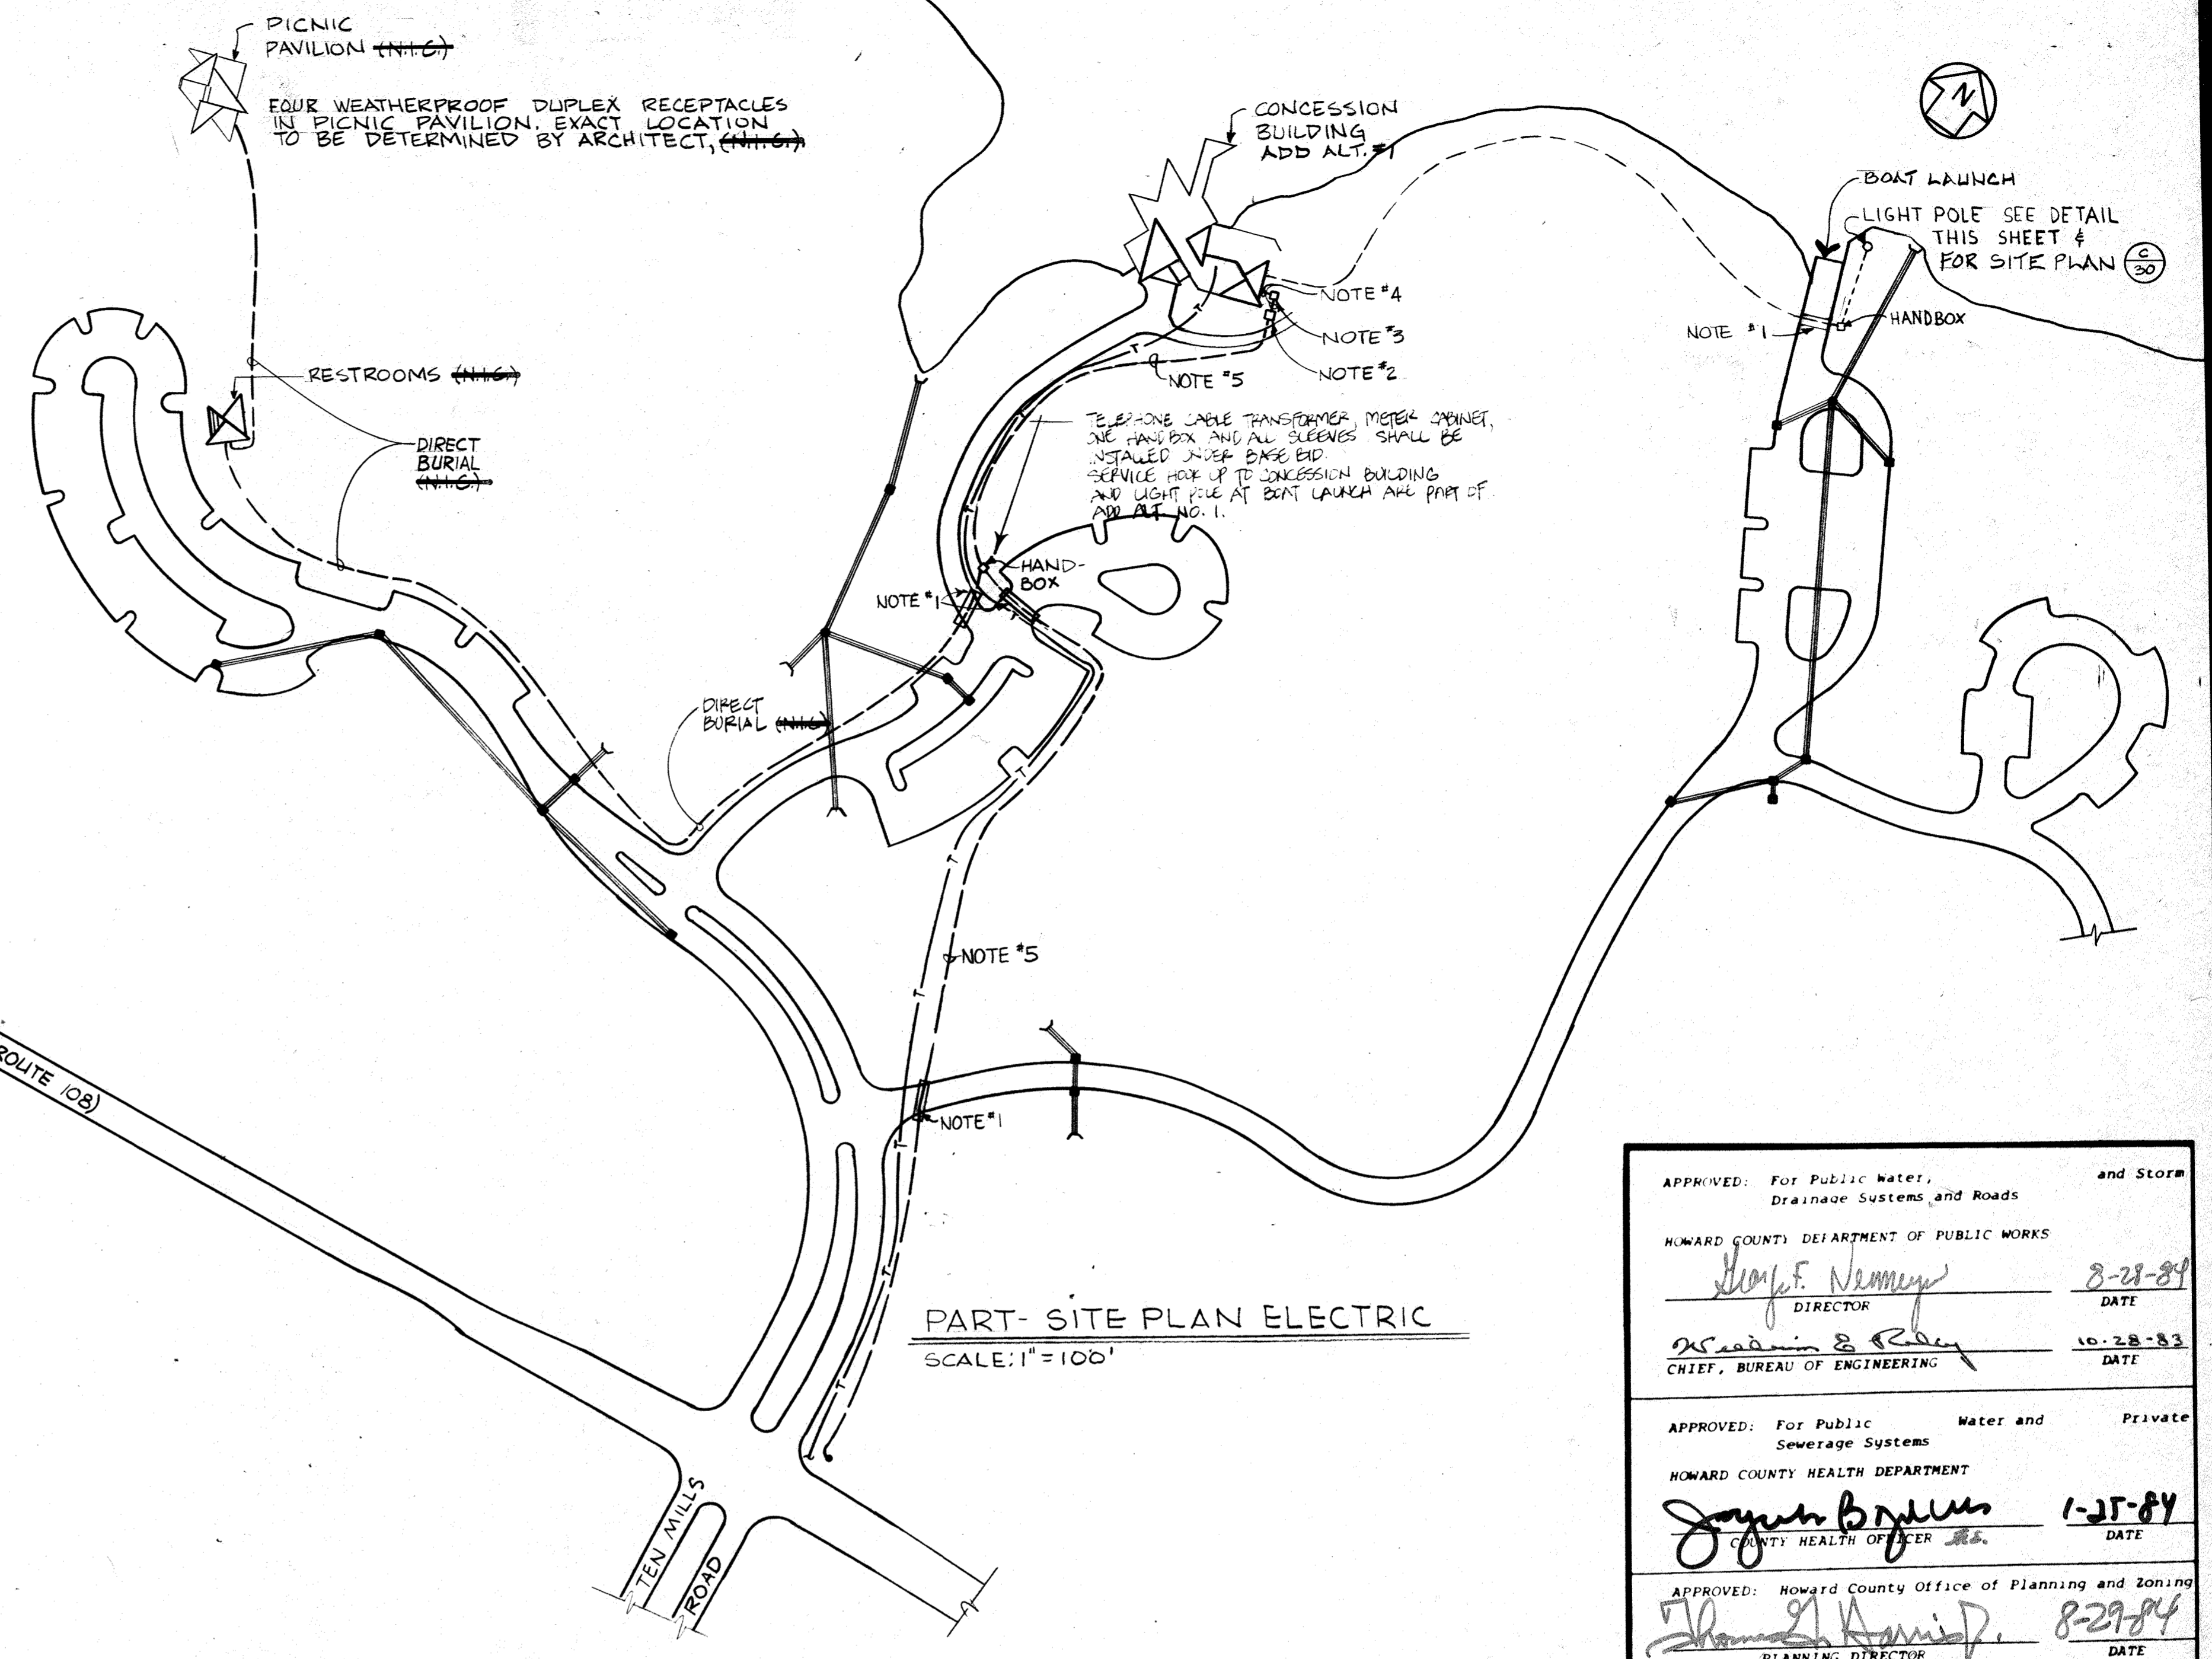 PICNIC
PAVILION (N.I.C.)
FOUR WEATHERPROOF DUPLEX RECEPTACLES
IN PICNIC PAVILION. EXACT LOCATION
TO BE DETERMINED BY ARCHITECT, (N.I.C.)
CONCESSION
BUILDING
ADD ALT. #1
N
BOAT LAUNCH
LIGHT POLE SEE DETAIL
THIS SHEET &
FOR SITE PLAN
C
30
NOTE #4
NOTE #3
NOTE #2
NOTE #5
NOTE #1
HANDBOX
RESTROOMS (N.I.C.)
DIRECT
BURIAL
(N.I.C.)
TELEPHONE CABLE TRANSFORMER, METER CABINET,
ONE HANDBOX AND ALL SLEEVES SHALL BE
INSTALLED UNDER BASE BID.
SERVICE HOOK UP TO CONCESSION BUILDING
AND LIGHT POLE AT BOAT LAUNCH ARE PART OF
ADD ALT. NO. 1.
HAND-
BOX
NOTE #1
DIRECT
BURIAL (N.I.C.)
T
T
T
T
T
T
T
T
T
NOTE #5
NOTE #1
ROUTE 108)
TEN MILLS
ROAD
PART- SITE PLAN ELECTRIC
SCALE: 1" = 100'
APPROVED: For Public Water, and Storm
Drainage Systems and Roads
HOWARD COUNTY DEPARTMENT OF PUBLIC WORKS
George F. Neimeyer 8-28-84
DIRECTOR DATE
William E. Riley 10-28-83
CHIEF, BUREAU OF ENGINEERING DATE
APPROVED: For Public Water and Private
Sewerage Systems
HOWARD COUNTY HEALTH DEPARTMENT
1-25-84
COUNTY HEALTH OFFICER DATE
APPROVED: Howard County Office of Planning and Zoning
Thomas G. Harris Jr. 8-29-84
PLANNING DIRECTOR DATE